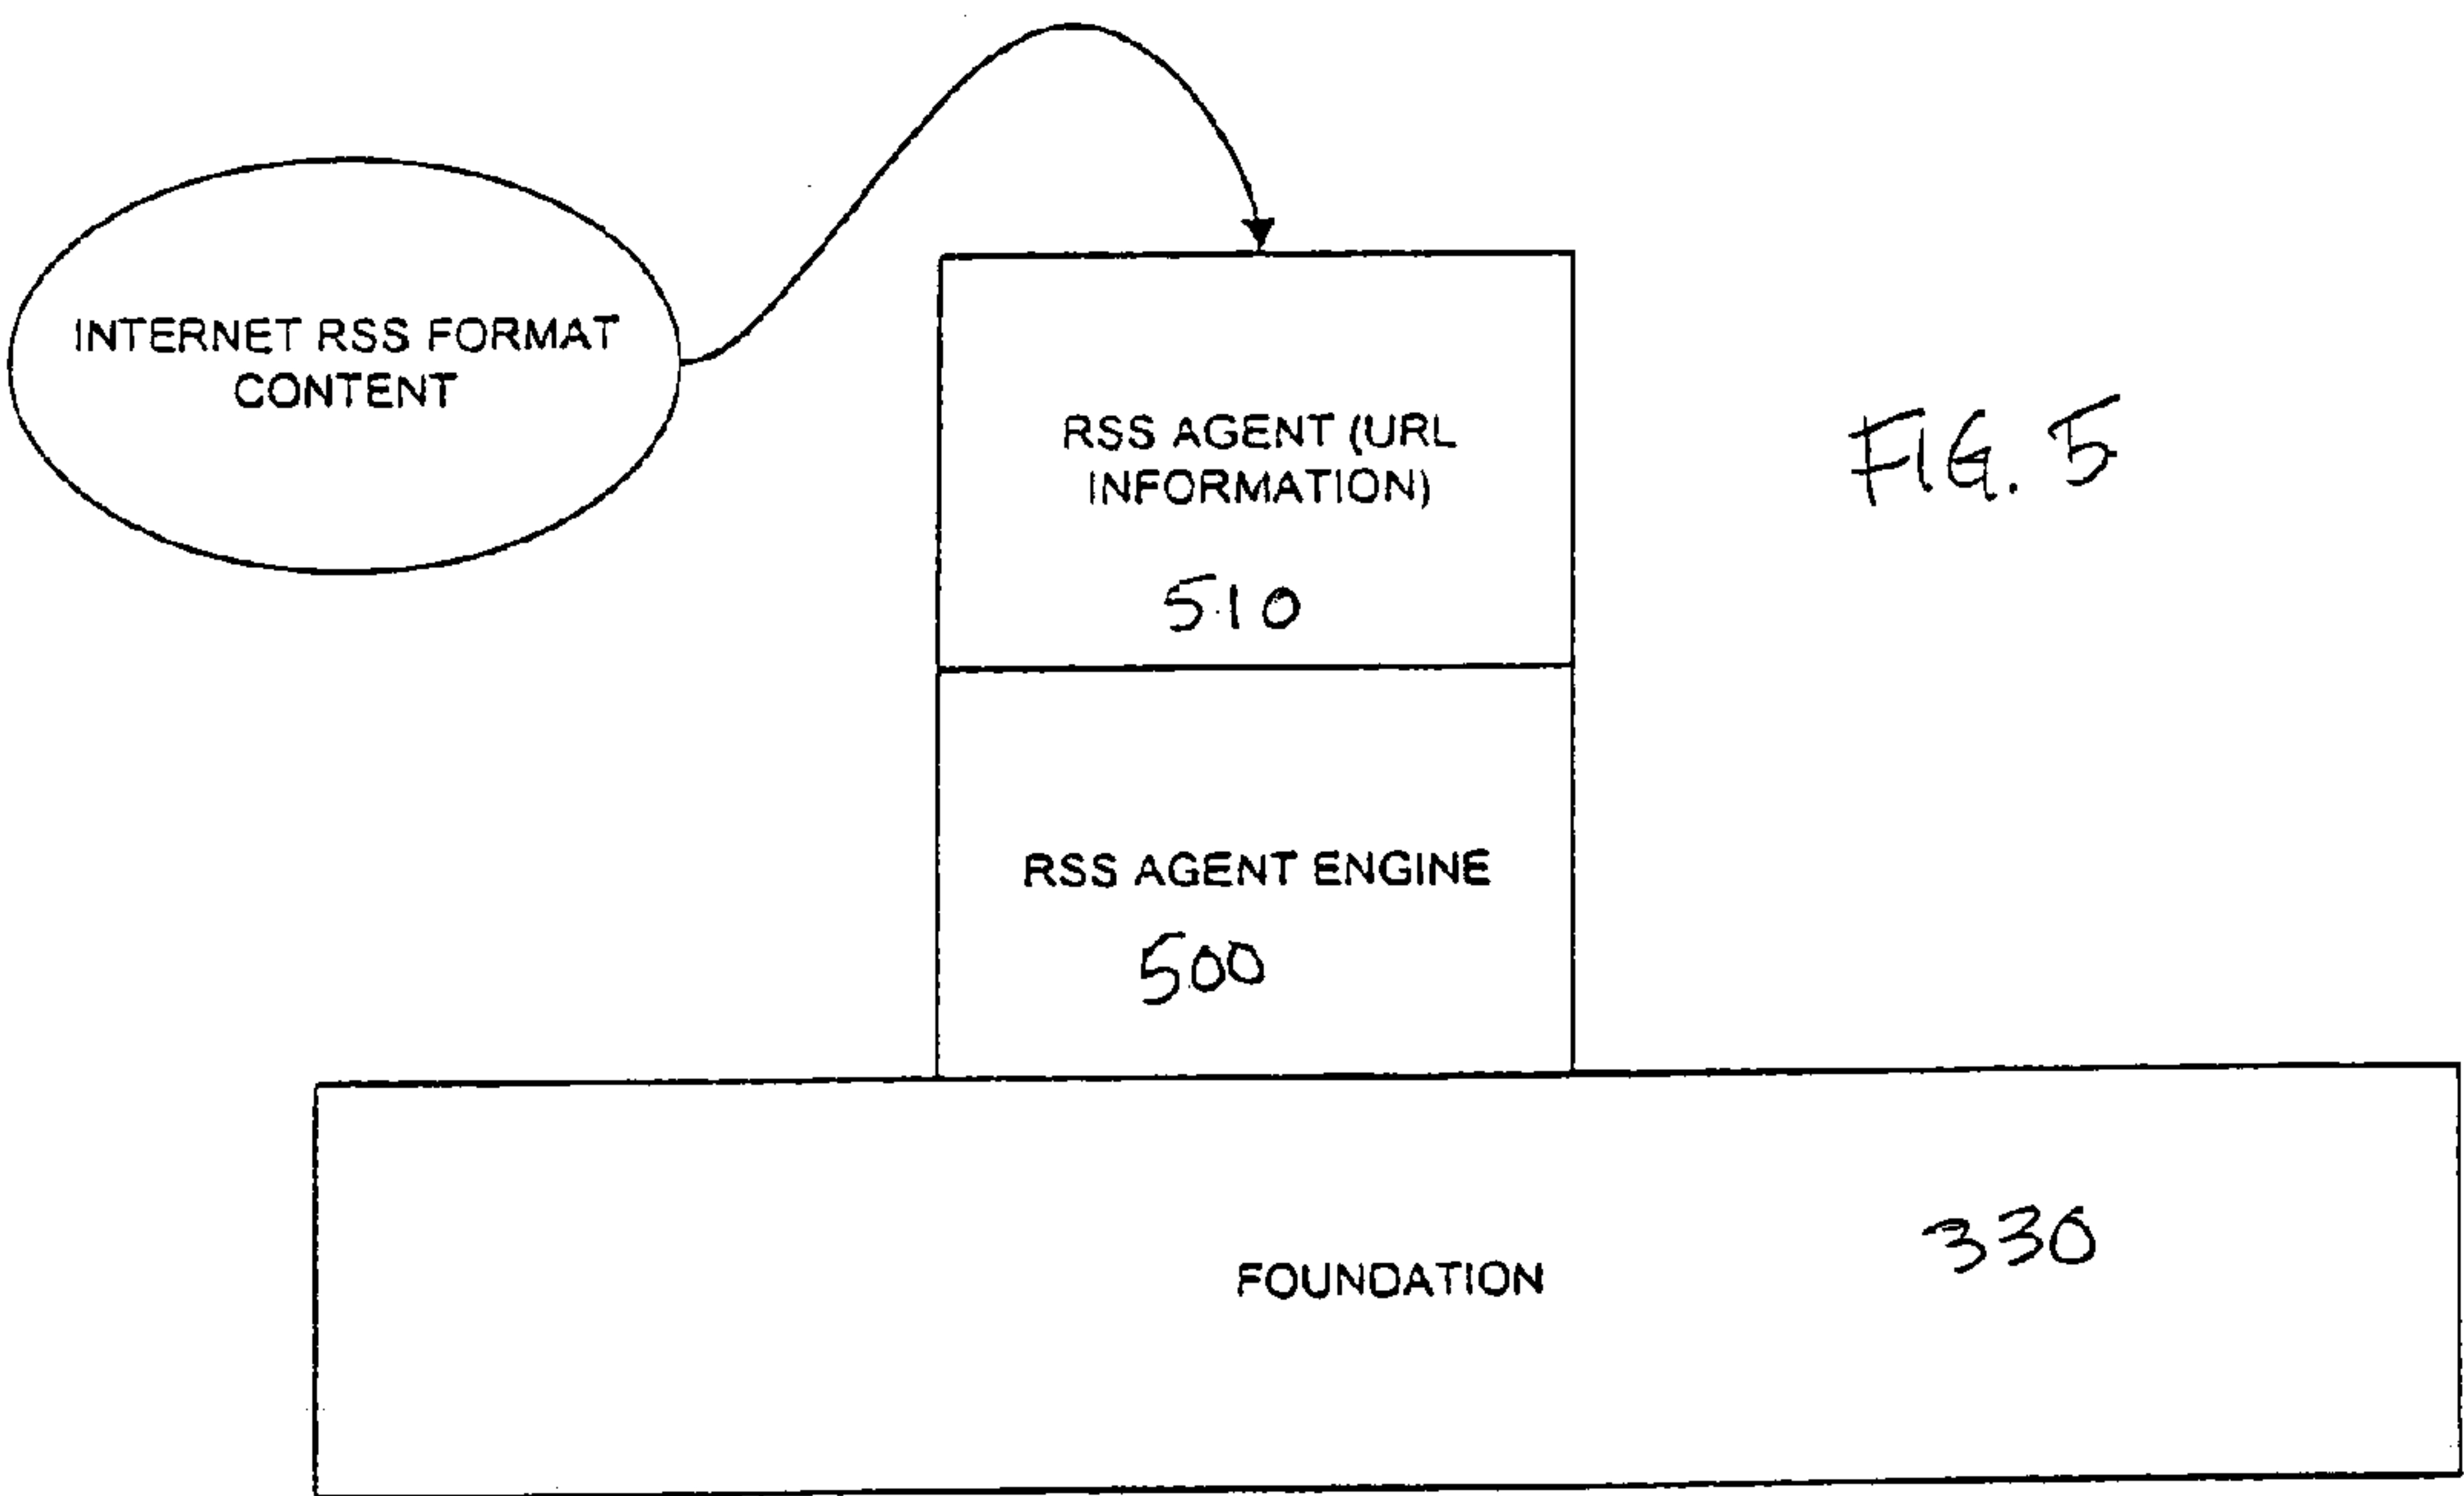 INTERNET RSS FORMAT
CONTENT
RSS AGENT (URL
INFORMATION)
510
FIG. 5
RSS AGENT ENGINE
500
FOUNDATION
330